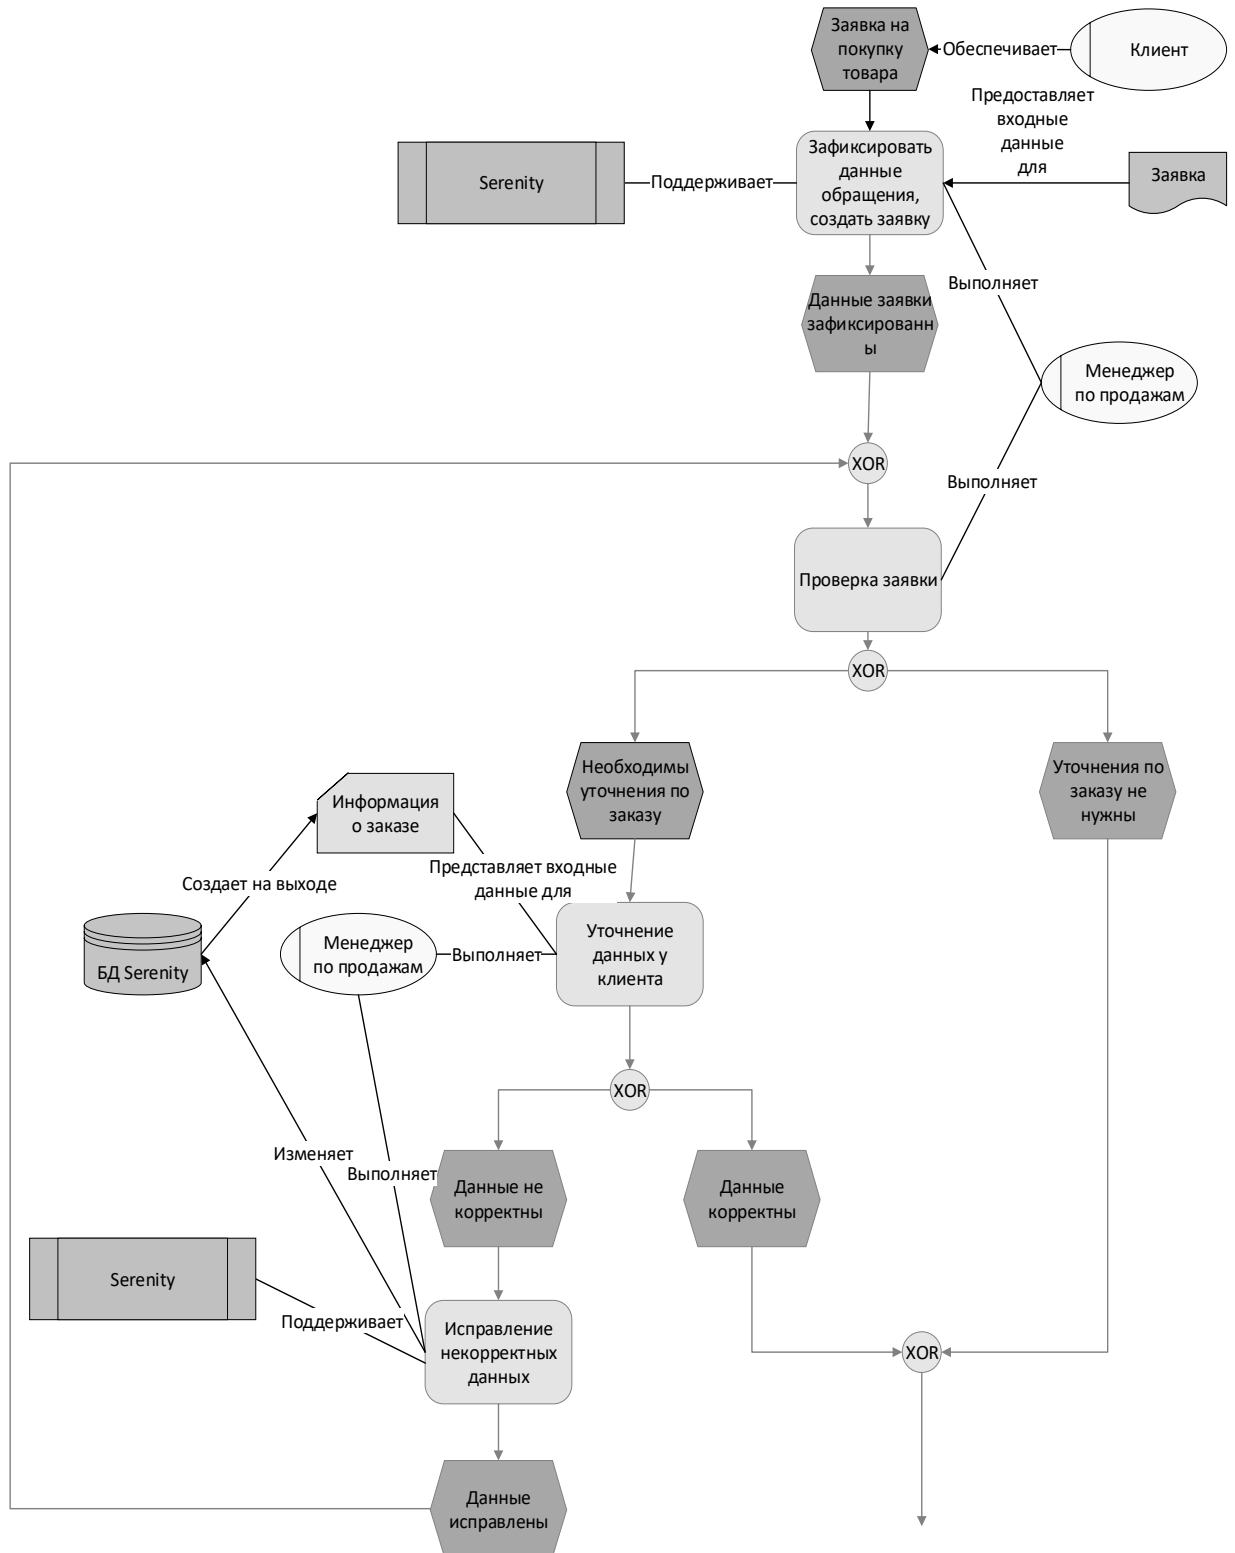 Заявка на
покупку
товара
Обеспечивает
Клиент
Предоставляет
входные
данные
для
Зафиксировать
данные
обращения,
создать заявку
Serenity
Поддерживает
Заявка
Выполняет
Данные заявки
зафиксированн
ы
Менеджер
по продажам
XOR
Выполняет
Проверка заявки
XOR
Необходимы
уточнения по
заказу
Уточнения по
заказу не
нужны
Информация
о заказе
Представляет входные
данные для
Создает на выходе
БД Serenity
Менеджер
по продажам
Выполняет
Уточнение
данных у
клиента
XOR
Изменяет
Выполняет
Данные не
корректны
Данные
корректны
Serenity
Поддерживает
Исправление
некорректных
данных
XOR
Данные
исправлены